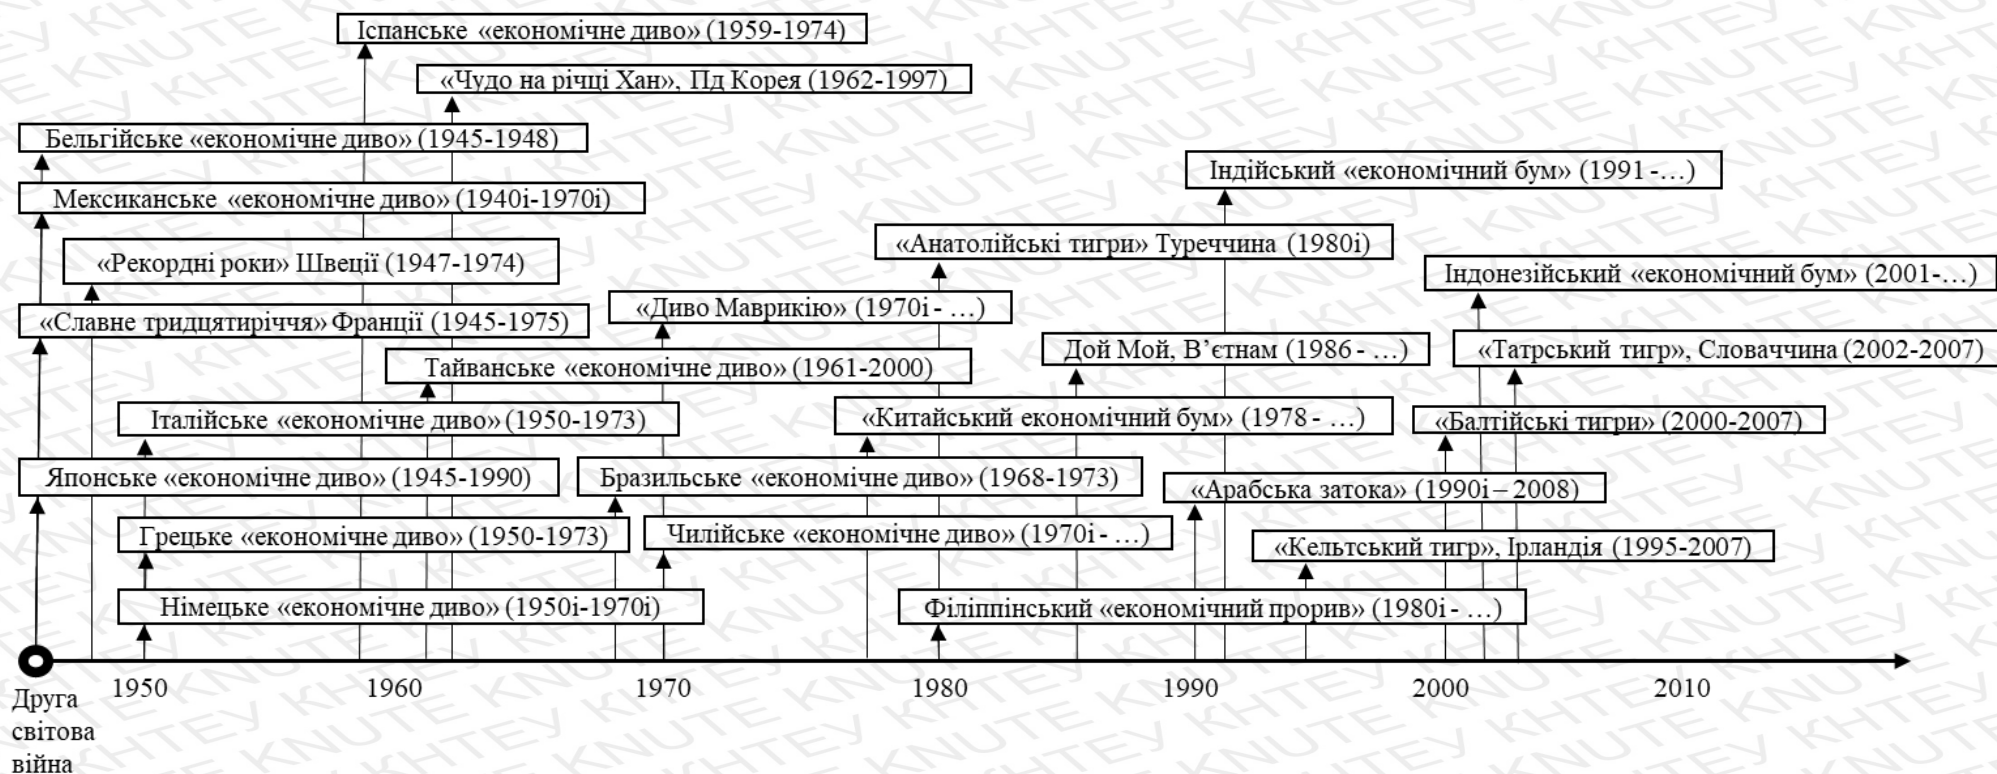 Іспанське «економічне диво» (1959-1974)
«Чудо на річці Хан», Пд Корея (1962-1997)
Бельгійське «економічне диво» (1945-1948)
Індійський «економічний бум» (1991-…)
Мексиканське «економічне диво» (1940і-1970і)
«Анатолійські тигри» Туреччина (1980і)
«Рекордні роки» Швеції (1947-1974)
Індонезійський «економічний бум» (2001-…)
«Диво Маврикію» (1970і- …)
«Славне тридцятиріччя» Франції (1945-1975)
Дой Мой, В’єтнам (1986- …)
«Татрський тигр», Словаччина (2002-2007)
Тайванське «економічне диво» (1961-2000)
Італійське «економічне диво» (1950-1973)
«Китайський економічний бум» (1978- …)
«Балтійські тигри» (2000-2007)
Японське «економічне диво» (1945-1990)
Бразильське «економічне диво» (1968-1973)
«Арабська затока» (1990і–2008)
Грецьке «економічне диво» (1950-1973)
Чилійське «економічне диво» (1970і- …)
«Кельтський тигр», Ірландія (1995-2007)
Німецьке «економічне диво» (1950і-1970і)
Філіппінський «економічний прорив» (1980і- …)
1950 1960 1970 1980 1990 2000 2010
Друга
світова
війна
KHTEY KNUTE